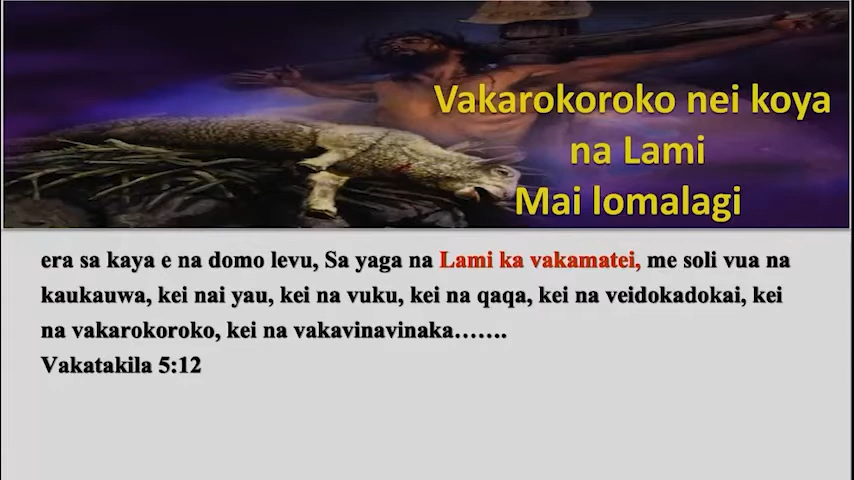 Vakarokoroko nei koya
na Lami
Mai lomalagi
era sa kaya e na domo levu, Sa yaga na Lami ka vakamatei, me soli vua na
kaukauwa, kei nai yau, kei na vuku, kei na qaqa, kei na veidokadokai, kei
na vakarokoroko, kei na vakavinavinaka…….
Vakatakila 5:12